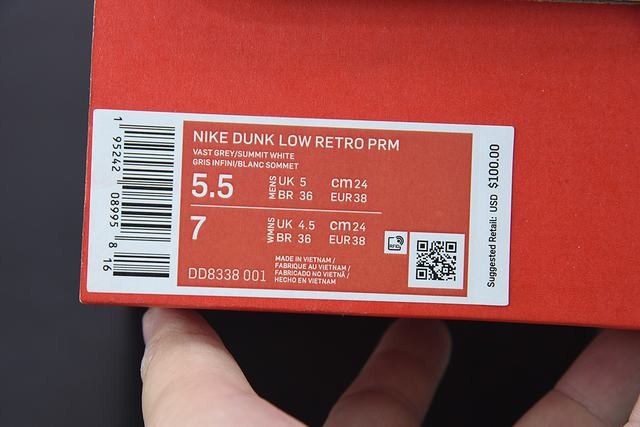 NIKE DUNK LOW RETRO PRM
VAST GREY/SUMMIT WHITE
GRIS INFINI/BLANC SOMMET
5.5 MENS UK 5 cm 24
BR 36 EUR 38
7 WMNS UK 4.5 cm 24
BR 36 EUR 38
DD8338 001
MADE IN VIETNAM /
FABRIQUE AU VIETNAM /
FABRICADO NO VIETNÃ /
HECHO EN VIETNAM
RFID
1 95242 08995 8 16
Suggested Retail: USD $100.00